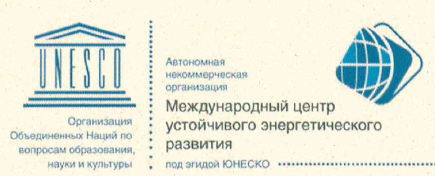 UNESCO
Организация
Объединенных Наций по
вопросам образования,
науки и культуры
Автономная
некоммерческая
организация
Международный центр
устойчивого энергетического
развития
под эгидой ЮНЕСКО